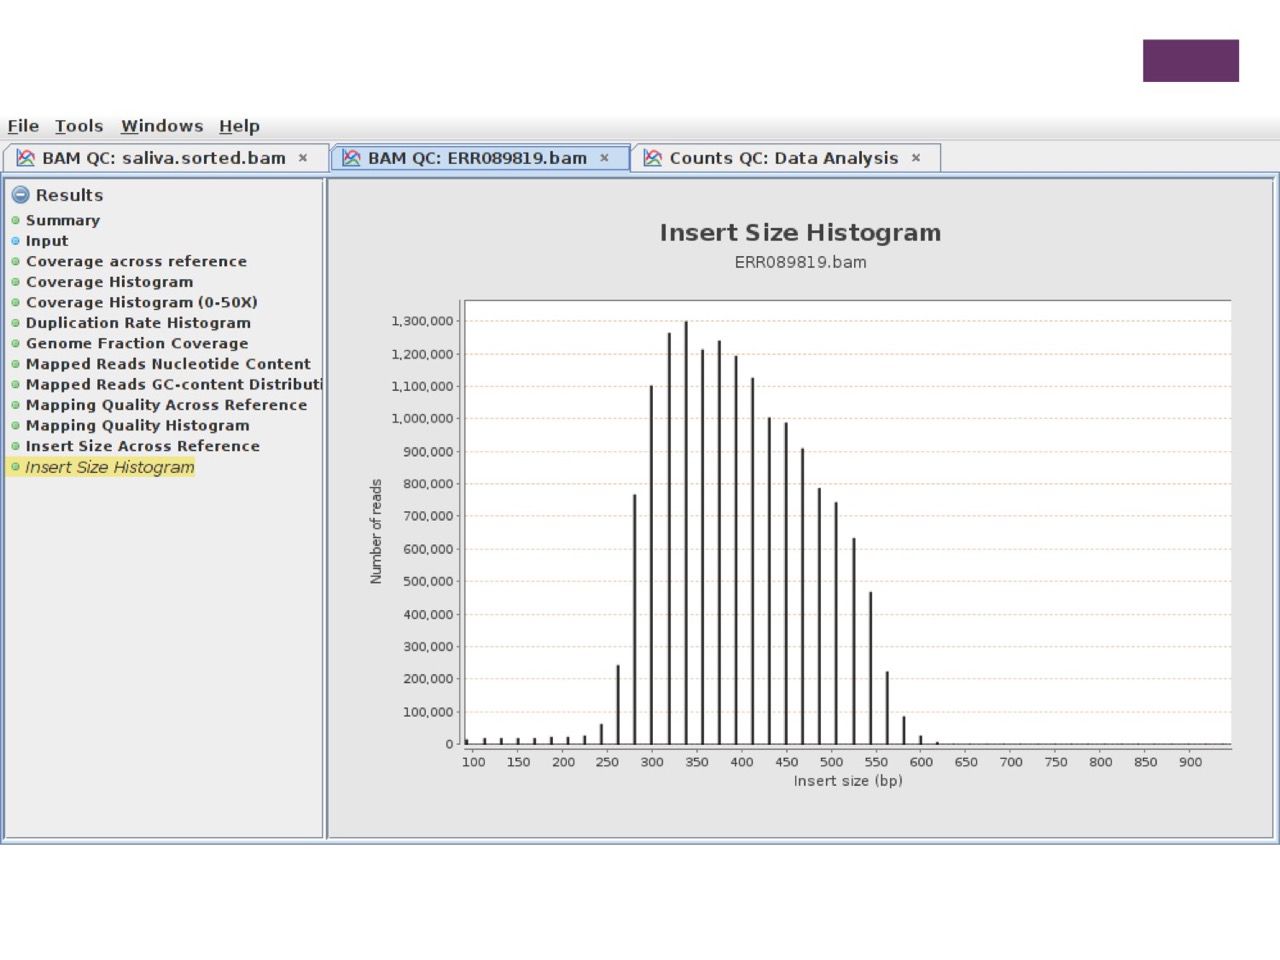 File Tools Windows Help
BAM QC: saliva.sorted.bam × BAM QC: ERR089819.bam × Counts QC: Data Analysis ×
Results
Summary
Input
Coverage across reference
Coverage Histogram
Coverage Histogram (0-50X)
Duplication Rate Histogram
Genome Fraction Coverage
Mapped Reads Nucleotide Content
Mapped Reads GC-content Distributi
Mapping Quality Across Reference
Mapping Quality Histogram
Insert Size Across Reference
Insert Size Histogram
Insert Size Histogram
ERR089819.bam
Number of reads
1,300,000
1,200,000
1,100,000
1,000,000
900,000
800,000
700,000
600,000
500,000
400,000
300,000
200,000
100,000
0
100 150 200 250 300 350 400 450 500 550 600 650 700 750 800 850 900
Insert size (bp)